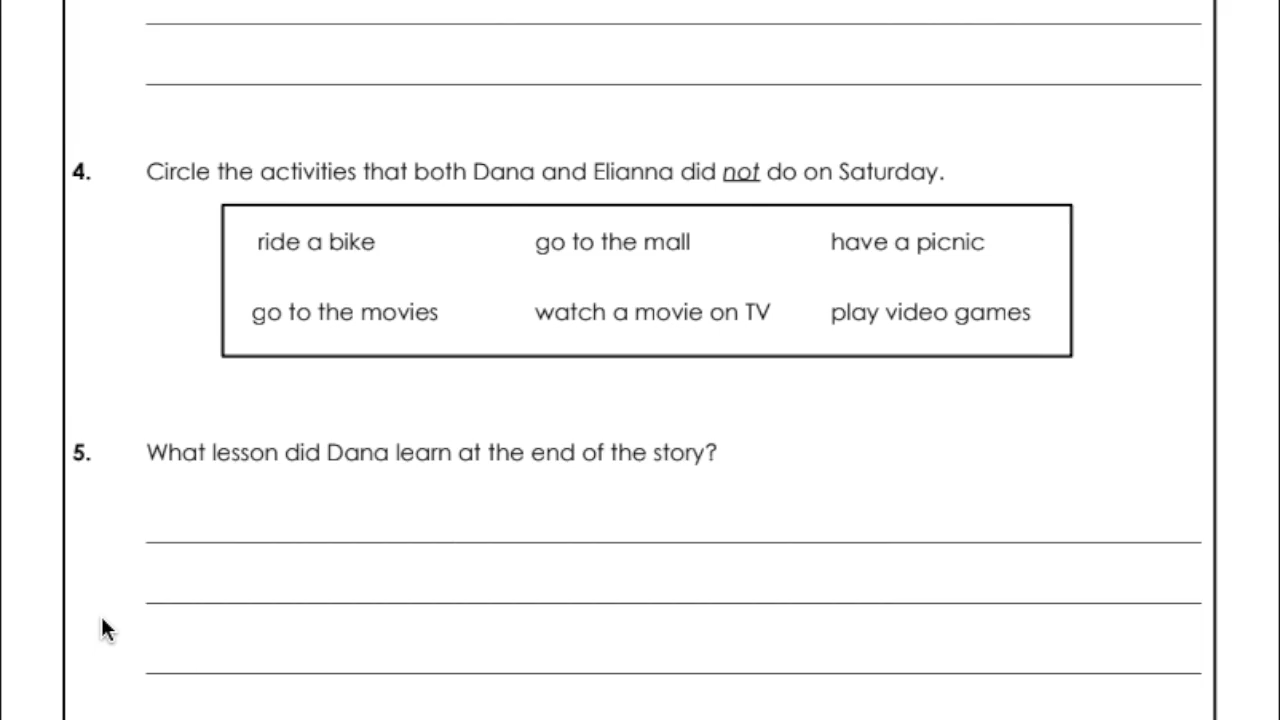 4. Circle the activities that both Dana and Elianna did not do on Saturday.
ride a bike go to the mall have a picnic
go to the movies watch a movie on TV play video games
5. What lesson did Dana learn at the end of the story?